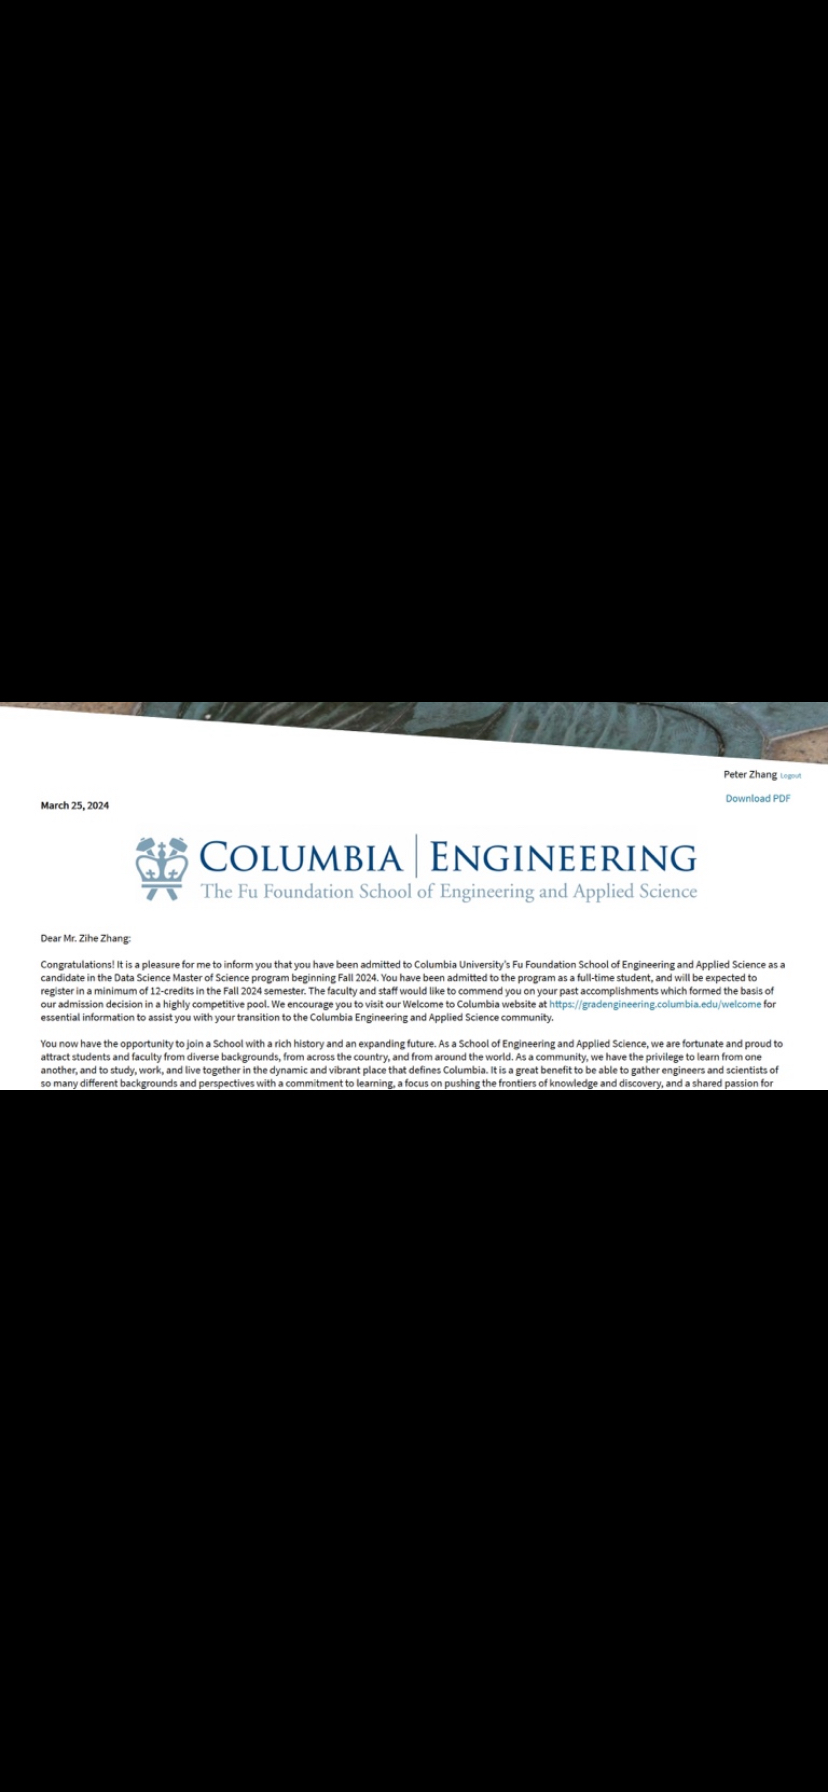 Peter Zhang Logout
March 25, 2024
Download PDF
COLUMBIA | ENGINEERING
The Fu Foundation School of Engineering and Applied Science
Dear Mr. Zihe Zhang:
Congratulations! It is a pleasure for me to inform you that you have been admitted to Columbia University's Fu Foundation School of Engineering and Applied Science as a
candidate in the Data Science Master of Science program beginning Fall 2024. You have been admitted to the program as a full-time student, and will be expected to
register in a minimum of 12-credits in the Fall 2024 semester. The faculty and staff would like to commend you on your past accomplishments which formed the basis of
our admission decision in a highly competitive pool. We encourage you to visit our Welcome to Columbia website at https://gradengineering.columbia.edu/welcome for
essential information to assist you with your transition to the Columbia Engineering and Applied Science community.
You now have the opportunity to join a School with a rich history and an expanding future. As a School of Engineering and Applied Science, we are fortunate and proud to
attract students and faculty from diverse backgrounds, from across the country, and from around the world. As a community, we have the privilege to learn from one
another, and to study, work, and live together in the dynamic and vibrant place that defines Columbia. It is a great benefit to be able to gather engineers and scientists of
so many different backgrounds and perspectives with a commitment to learning, a focus on pushing the frontiers of knowledge and discovery, and a shared passion for